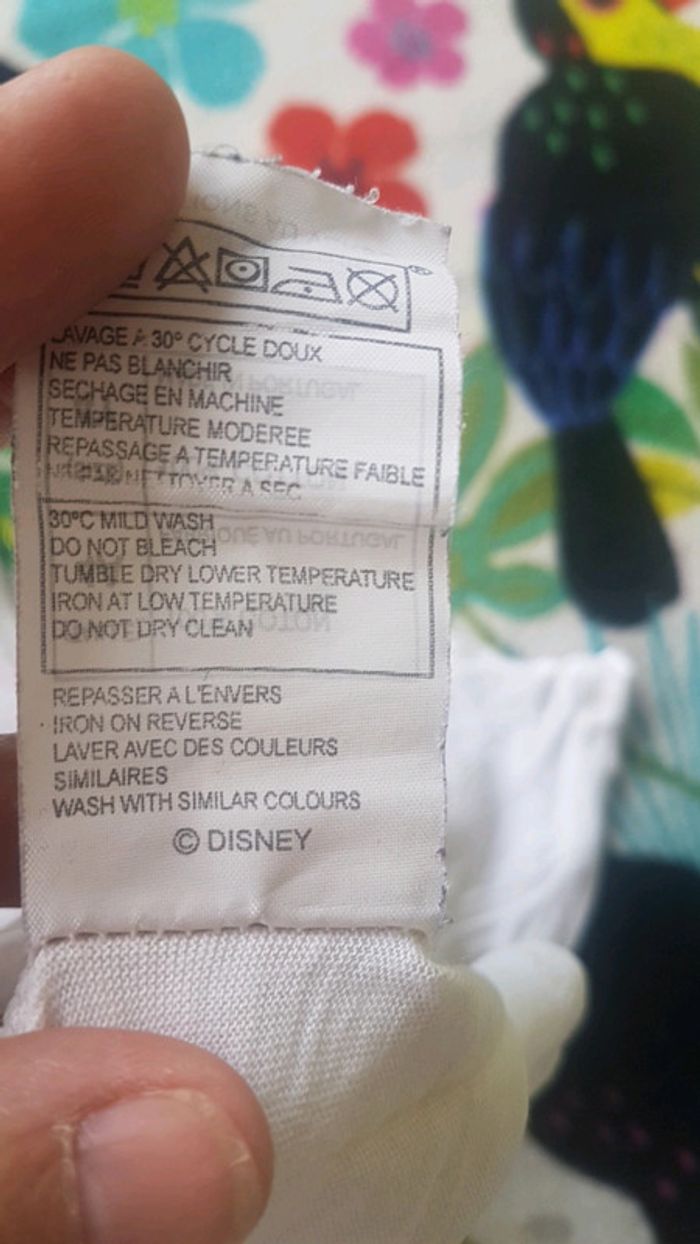 LAVAGE A 30° CYCLE DOUX
NE PAS BLANCHIR
SECHAGE EN MACHINE
TEMPERATURE MODEREE
REPASSAGE A TEMPERATURE FAIBLE
NETTOYER A SEC
30°C MILD WASH
DO NOT BLEACH
TUMBLE DRY LOWER TEMPERATURE
IRON AT LOW TEMPERATURE
DO NOT DRY CLEAN
REPASSER A L'ENVERS
IRON ON REVERSE
LAVER AVEC DES COULEURS
SIMILAIRES
WASH WITH SIMILAR COLOURS
© DISNEY